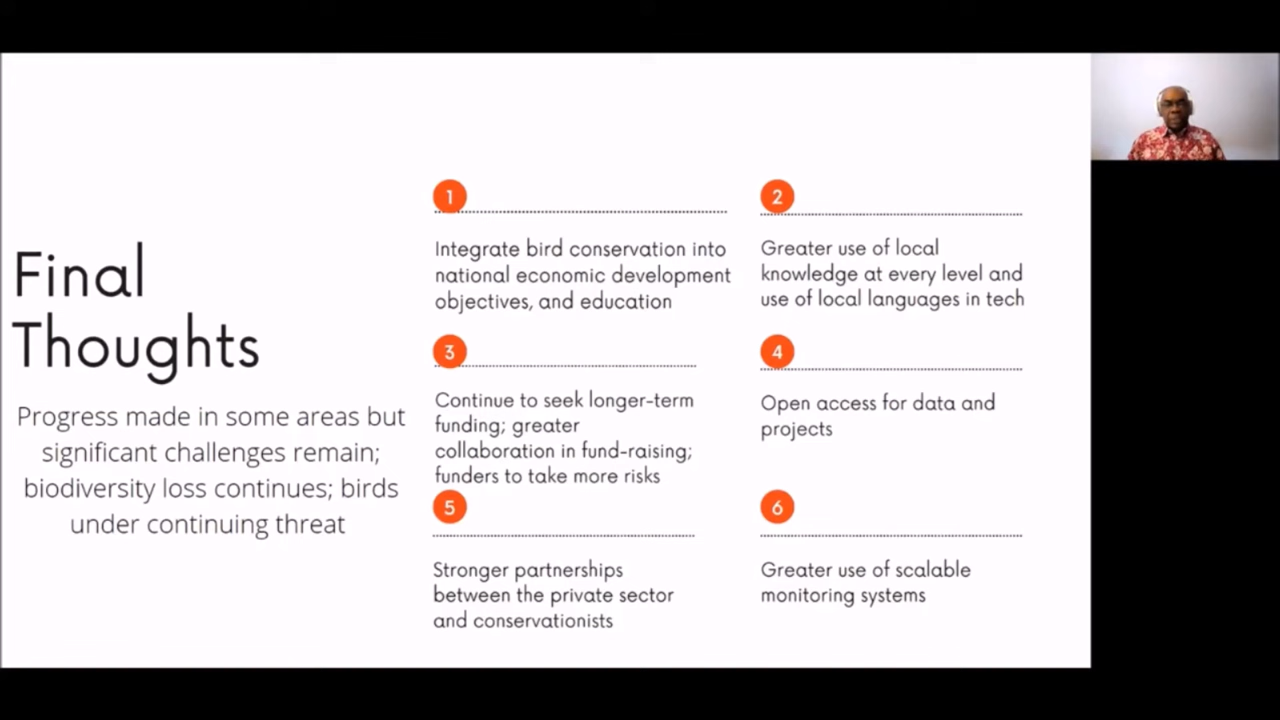 Final
Thoughts
Progress made in some areas but
significant challenges remain;
biodiversity loss continues; birds
under continuing threat
1
Integrate bird conservation into
national economic development
objectives, and education
2
Greater use of local
knowledge at every level and
use of local languages in tech
3
Continue to seek longer-term
funding; greater
collaboration in fund-raising;
funders to take more risks
4
Open access for data and
projects
5
Stronger partnerships
between the private sector
and conservationists
6
Greater use of scalable
monitoring systems